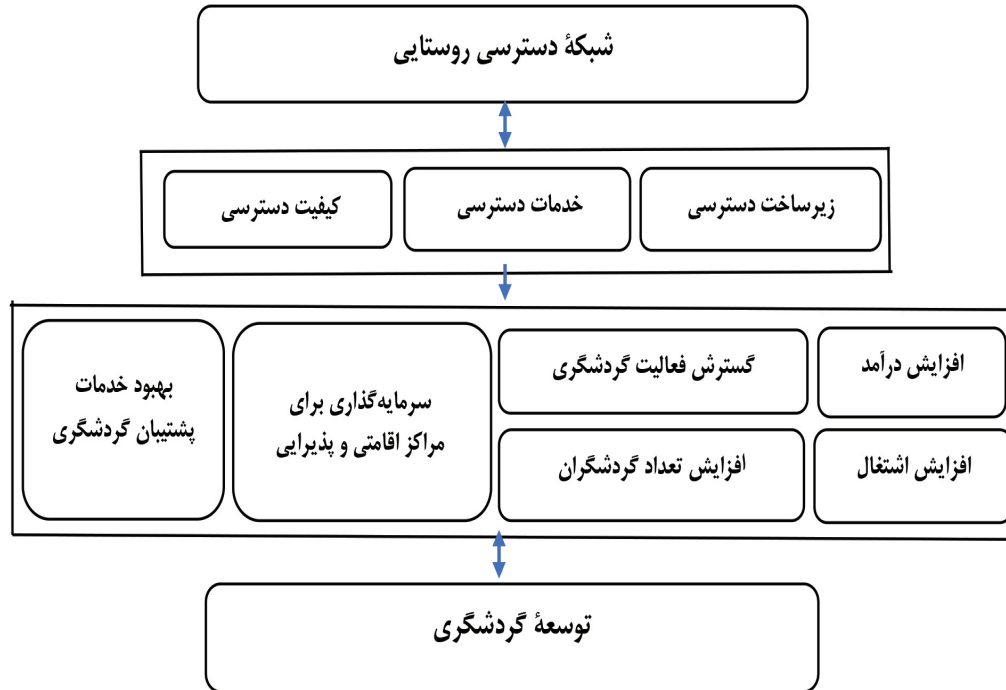 شبکهٔ دسترسی روستایی
زیرساخت دسترسی
خدمات دسترسی
کیفیت دسترسی
افزایش درآمد
گسترش فعالیت گردشگری
سرمایه‌گذاری برای
مراکز اقامتی و پذیرایی
بهبود خدمات
پشتیبان گردشگری
افزایش اشتغال
افزایش تعداد گردشگران
توسعهٔ گردشگری